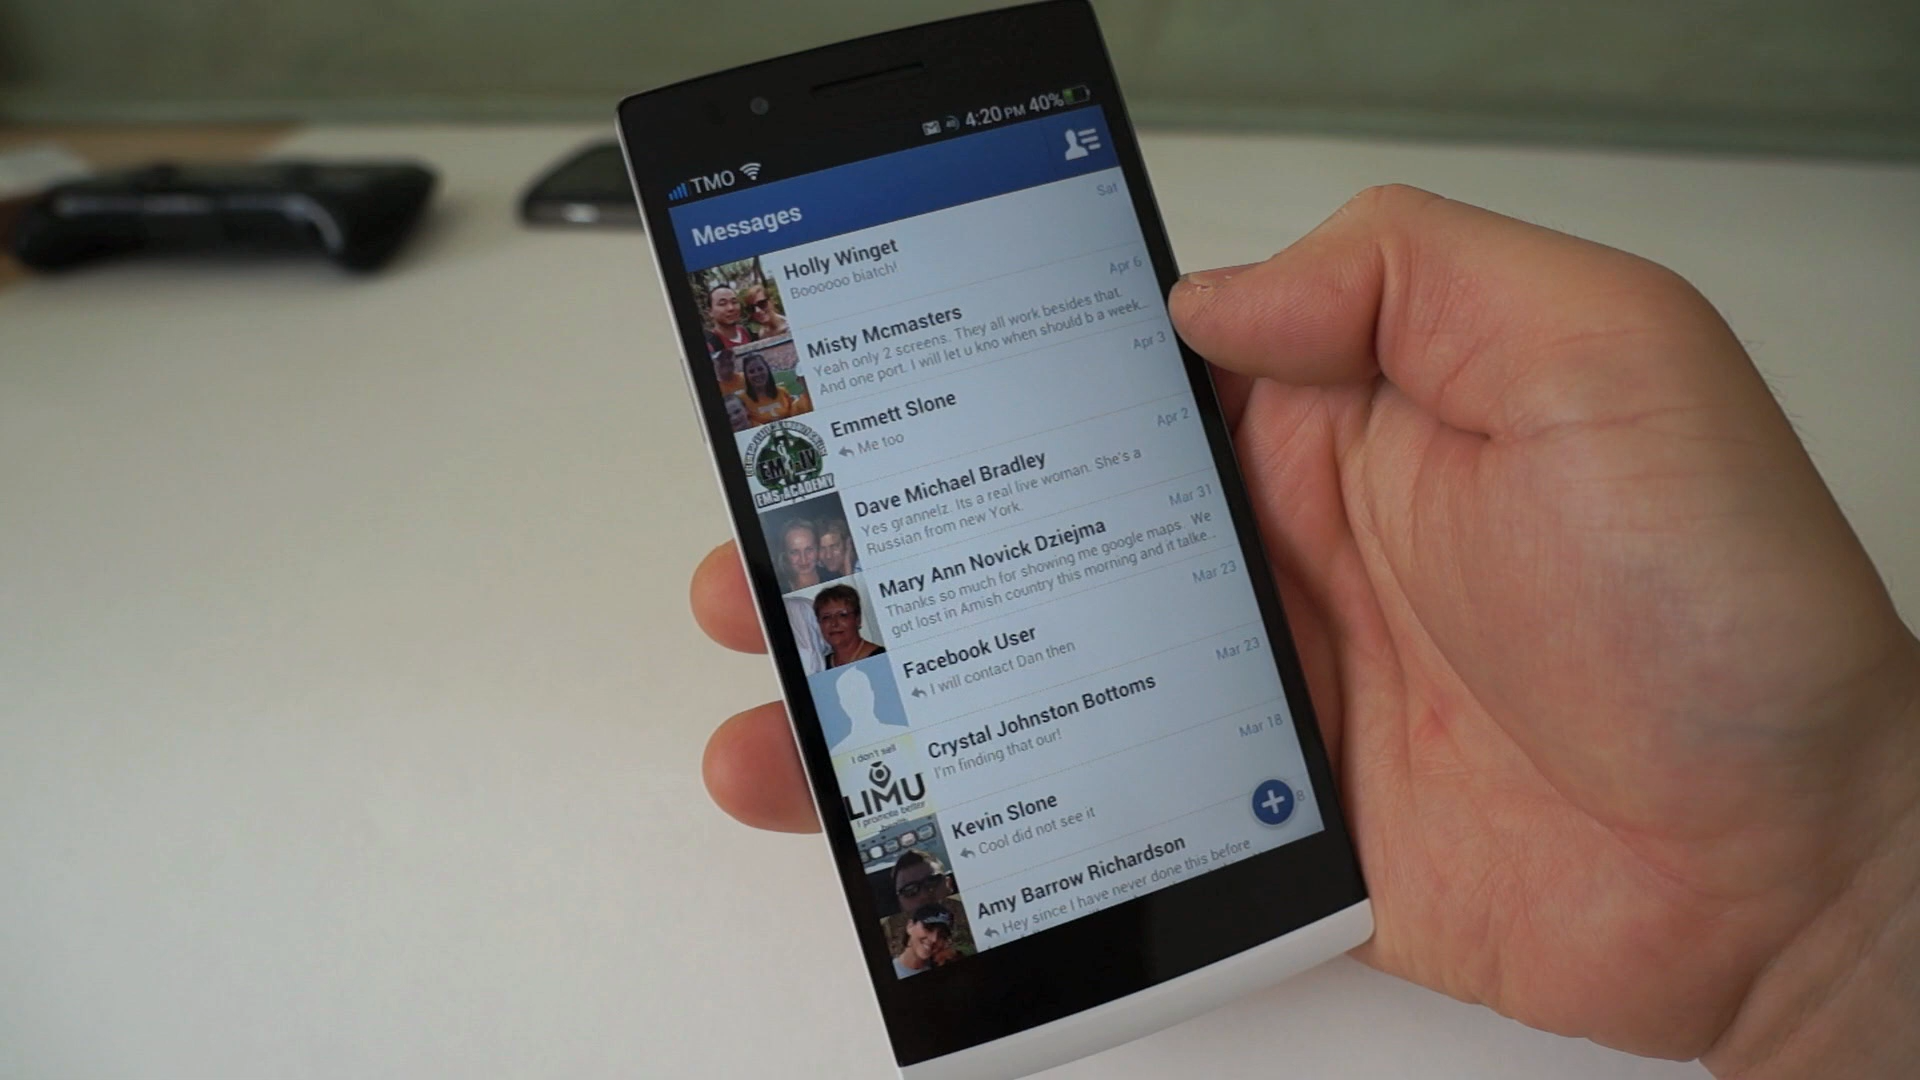 TMO 4:20 PM 40%
Messages
Holly Winget Sat
Boooooo biatch!
Misty Mcmasters Apr 6
Yeah only 2 screens. They all work besides that.
And one port. I will let u kno when should b a week...
Emmett Slone Apr 3
Me too
Dave Michael Bradley Apr 2
Yes grannelz. Its a real live woman. She's a
Russian from new York.
Mary Ann Novick Dziejma Mar 31
Thanks so much for showing me google maps. We
got lost in Amish country this morning and it talke...
Facebook User Mar 23
I will contact Dan then
Crystal Johnston Bottoms Mar 23
I'm finding that our!
Kevin Slone Mar 18
Cool did not see it
Amy Barrow Richardson 8
Hey since I have never done this before
EMS ACADEMY
I don't sell
LIMU
I promote better
health